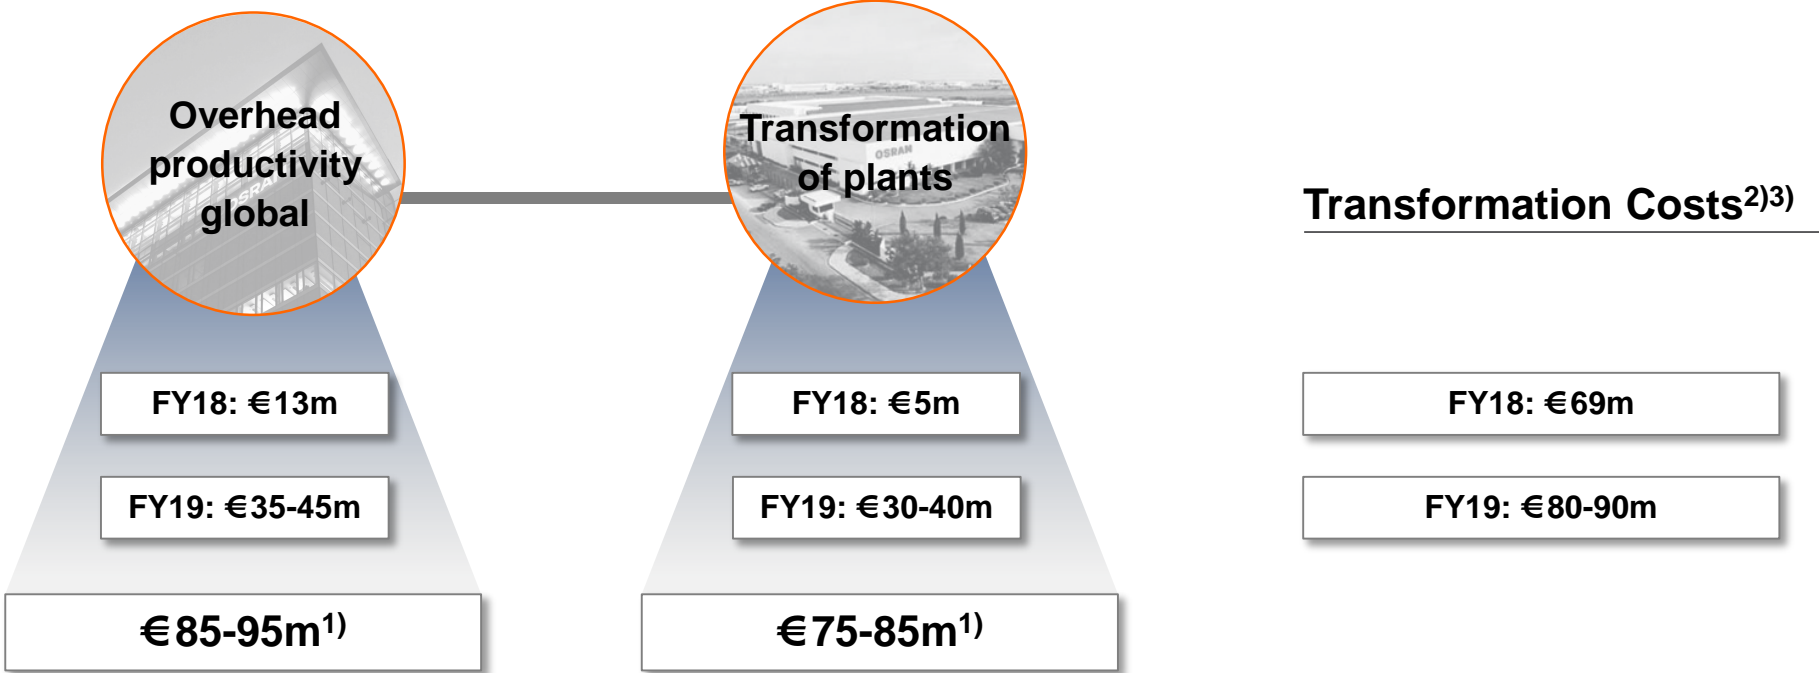 Overhead
productivity
global
Transformation
of plants
OSRAM
Transformation Costs2)3)
FY18: €13m
FY18: €5m
FY18: €69m
FY19: €35-45m
FY19: €30-40m
FY19: €80-90m
€85-95m1)
€75-85m1)